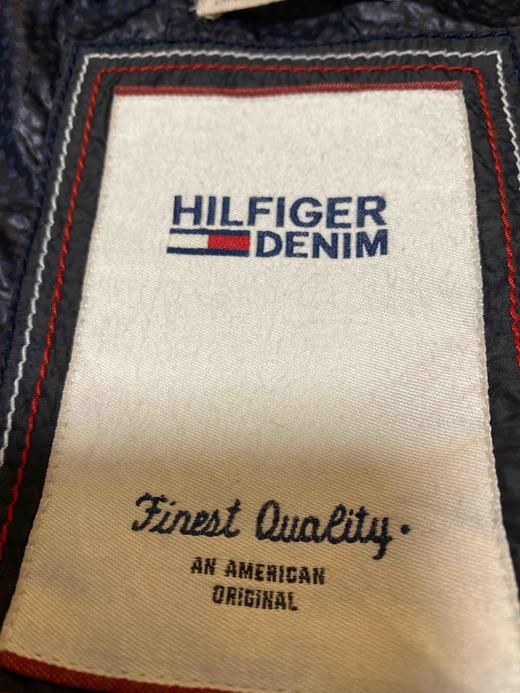 HILFIGER
DENIM
Finest Quality.
AN AMERICAN
ORIGINAL